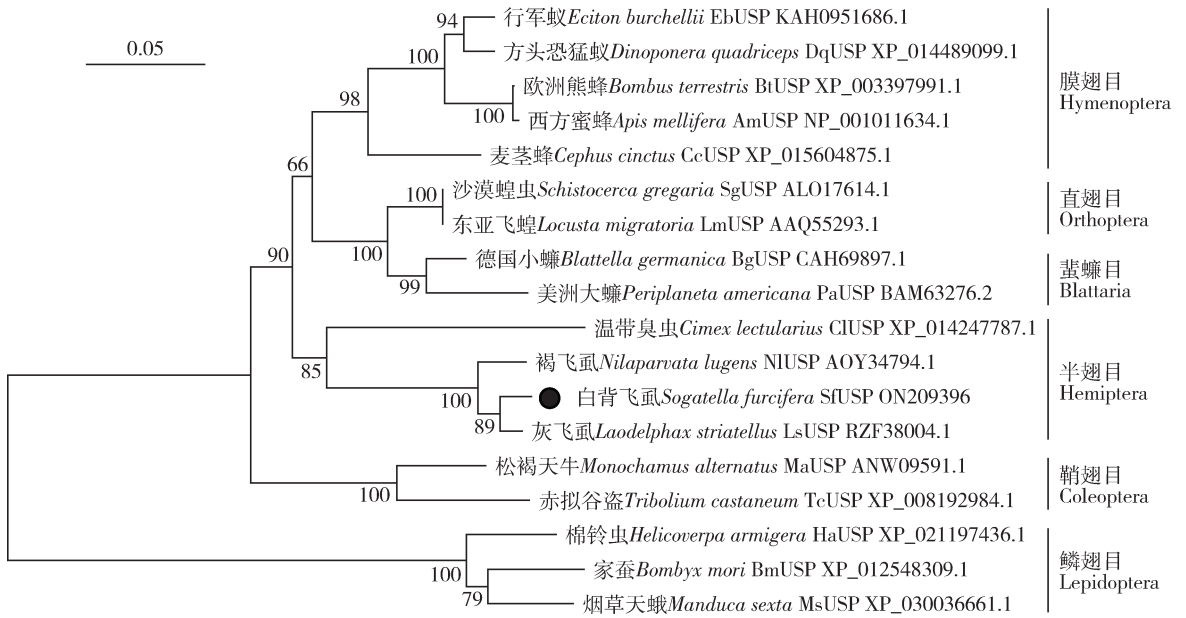 0.05
94
行军蚁Eciton burchellii EbUSP KAH0951686.1
方头恐猛蚁Dinoponera quadriceps DqUSP XP_014489099.1
100
欧洲熊蜂Bombus terrestris BtUSP XP_003397991.1
100
西方蜜蜂Apis mellifera AmUSP NP_001011634.1
98
麦茎蜂Cephus cinctus CcUSP XP_015604875.1
膜翅目
Hymenoptera
66
100
沙漠蝗虫Schistocerca gregaria SgUSP ALO17614.1
东亚飞蝗Locusta migratoria LmUSP AAQ55293.1
直翅目
Orthoptera
100
德国小蠊Blattella germanica BgUSP CAH69897.1
99
美洲大蠊Periplaneta americana PaUSP BAM63276.2
蜚蠊目
Blattaria
90
温带臭虫Cimex lectularius ClUSP XP_014247787.1
85
褐飞虱Nilaparvata lugens NlUSP AOY34794.1
100
白背飞虱Sogatella furcifera SfUSP ON209396
89
灰飞虱Laodelphax striatellus LsUSP RZF38004.1
半翅目
Hemiptera
松褐天牛Monochamus alternatus MaUSP ANW09591.1
100
赤拟谷盗Tribolium castaneum TcUSP XP_008192984.1
鞘翅目
Coleoptera
棉铃虫Helicoverpa armigera HaUSP XP_021197436.1
100
家蚕Bombyx mori BmUSP XP_012548309.1
79
烟草天蛾Manduca sexta MsUSP XP_030036661.1
鳞翅目
Lepidoptera